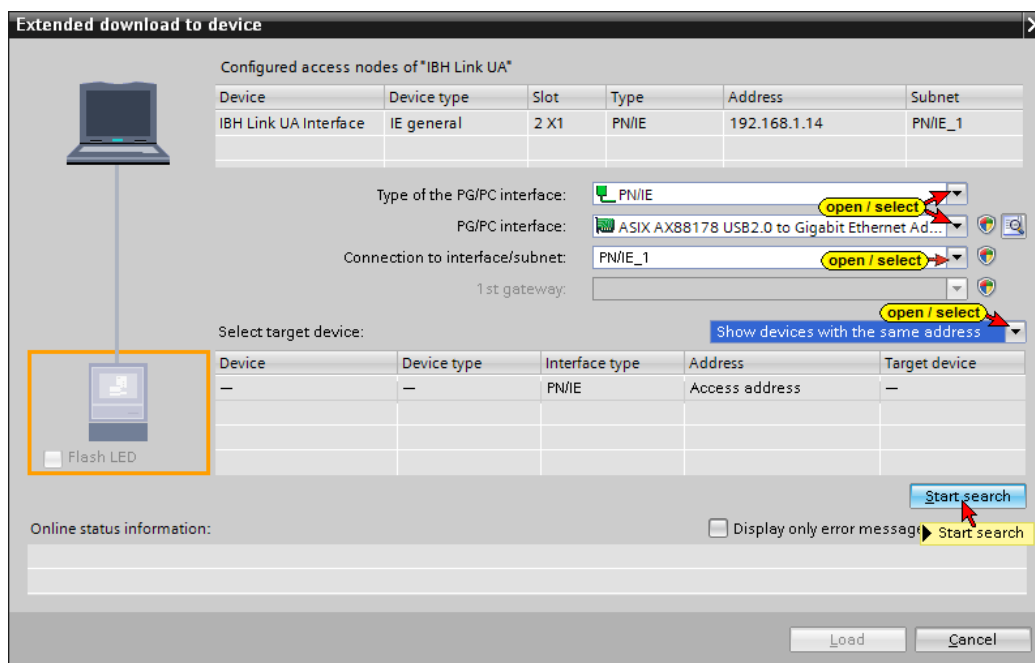 Extended download to device
Configured access nodes of "IBH Link UA"
Device Device type Slot Type Address Subnet
IBH Link UA Interface IE general 2 X1 PN/IE 192.168.1.14 PN/IE_1
Type of the PG/PC interface: PN/IE
open / select
PG/PC interface: ASIX AX88178 USB2.0 to Gigabit Ethernet Ad...
Connection to interface/subnet: PN/IE_1 open / select
1st gateway:
open / select
Select target device: Show devices with the same address
Device Device type Interface type Address Target device
— — PN/IE Access address —
Flash LED
Start search
Online status information: Display only error message
Start search
Load Cancel